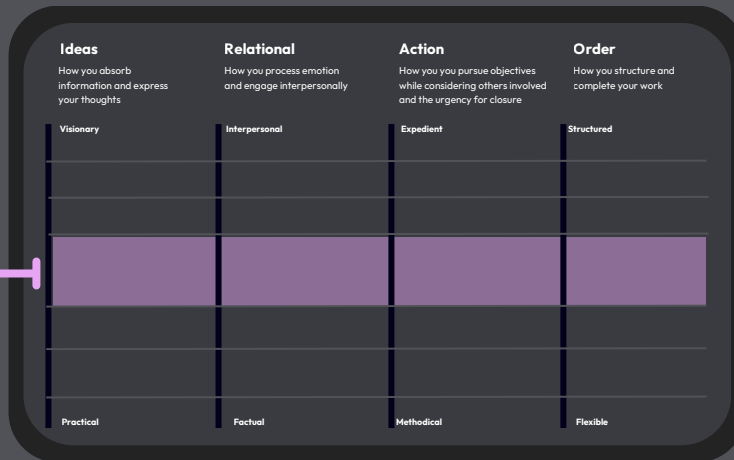 Ideas
How you absorb
information and express
your thoughts
Relational
How you process emotion
and engage interpersonally
Action
How you you pursue objectives
while considering others involved
and the urgency for closure
Order
How you structure and
complete your work
Visionary
Interpersonal
Expedient
Structured
Practical
Factual
Methodical
Flexible